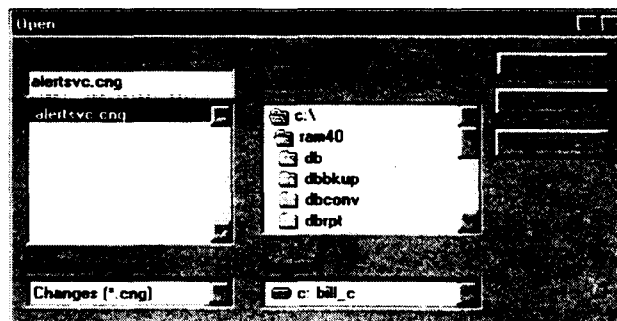 Open
alertsvc.cng
alertsvc.cng
c:\
ram40
db
dbbkup
dbconv
dbrpt
Changes (*.cng)
c: bill_c